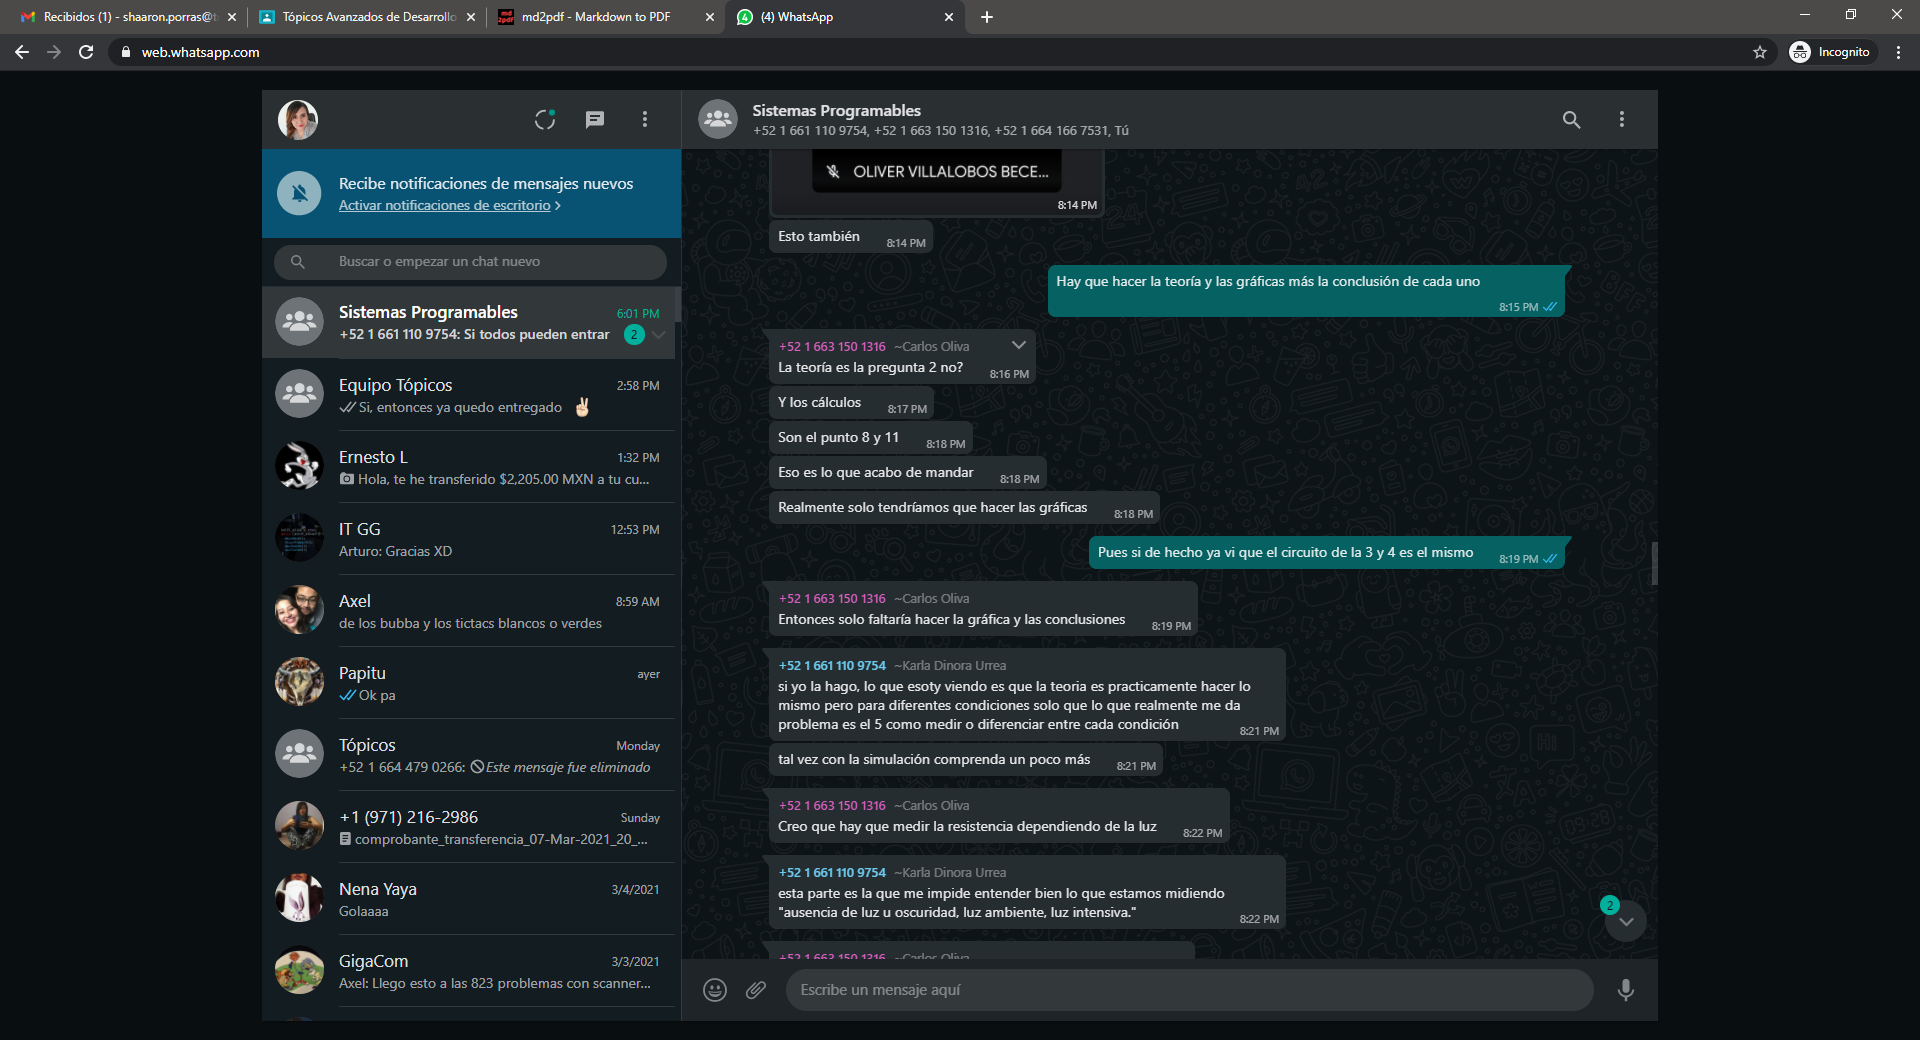 Recibidos (1) - shaaron.porras@t
Tópicos Avanzados de Desarrollo
md2pdf - Markdown to PDF
(4) WhatsApp
web.whatsapp.com
Incognito
Recibe notificaciones de mensajes nuevos
Activar notificaciones de escritorio >
Buscar o empezar un chat nuevo
Sistemas Programables
6:01 PM
+52 1 661 110 9754: Si todos pueden entrar
2
Equipo Tópicos
2:58 PM
Si, entonces ya quedo entregado ✌🏻
Ernesto L
1:32 PM
Hola, te he transferido $2,205.00 MXN a tu cu...
IT GG
12:53 PM
Arturo: Gracias XD
Axel
8:59 AM
de los bubba y los tictacs blancos o verdes
Papitu
ayer
Ok pa
Tópicos
Monday
+52 1 664 479 0266: Este mensaje fue eliminado
+1 (971) 216-2986
Sunday
comprobante_transferencia_07-Mar-2021_20_...
Nena Yaya
3/4/2021
Golaaaa
GigaCom
3/3/2021
Axel: Llego esto a las 823 problemas con scanner...
Sistemas Programables
+52 1 661 110 9754, +52 1 663 150 1316, +52 1 664 166 7531, Tú
OLIVER VILLALOBOS BECE...
8:14 PM
Esto también
8:14 PM
Hay que hacer la teoría y las gráficas más la conclusión de cada uno
8:15 PM
+52 1 663 150 1316 ~Carlos Oliva
La teoría es la pregunta 2 no?
8:16 PM
Y los cálculos
8:17 PM
Son el punto 8 y 11
8:18 PM
Eso es lo que acabo de mandar
8:18 PM
Realmente solo tendríamos que hacer las gráficas
8:18 PM
Pues si de hecho ya vi que el circuito de la 3 y 4 es el mismo
8:19 PM
+52 1 663 150 1316 ~Carlos Oliva
Entonces solo faltaría hacer la gráfica y las conclusiones
8:19 PM
+52 1 661 110 9754 ~Karla Dinora Urrea
si yo la hago, lo que esoty viendo es que la teoria es practicamente hacer lo
mismo pero para diferentes condiciones solo que lo que realmente me da
problema es el 5 como medir o diferenciar entre cada condición
8:21 PM
tal vez con la simulación comprenda un poco más
8:21 PM
+52 1 663 150 1316 ~Carlos Oliva
Creo que hay que medir la resistencia dependiendo de la luz
8:22 PM
+52 1 661 110 9754 ~Karla Dinora Urrea
esta parte es la que me impide entender bien lo que estamos midiendo
"ausencia de luz u oscuridad, luz ambiente, luz intensiva."
8:22 PM
+52 1 663 150 1316 ~Carlos Oliva
2
Escribe un mensaje aquí